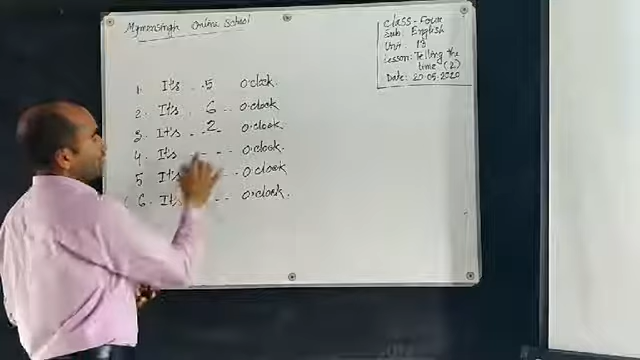 Mymensingh Online School
Class- Four
Sub: English
Unit: 13
Lesson: Telling the
time (2)
Date: 20.05.2020
1. It's . 5 O'clock.
2. It's . 6 .. O'clock
3. It's . . 2 - O'clock.
4. It's - - - O'clock.
5 It's . . O'clock
6. It's - - O'clock.